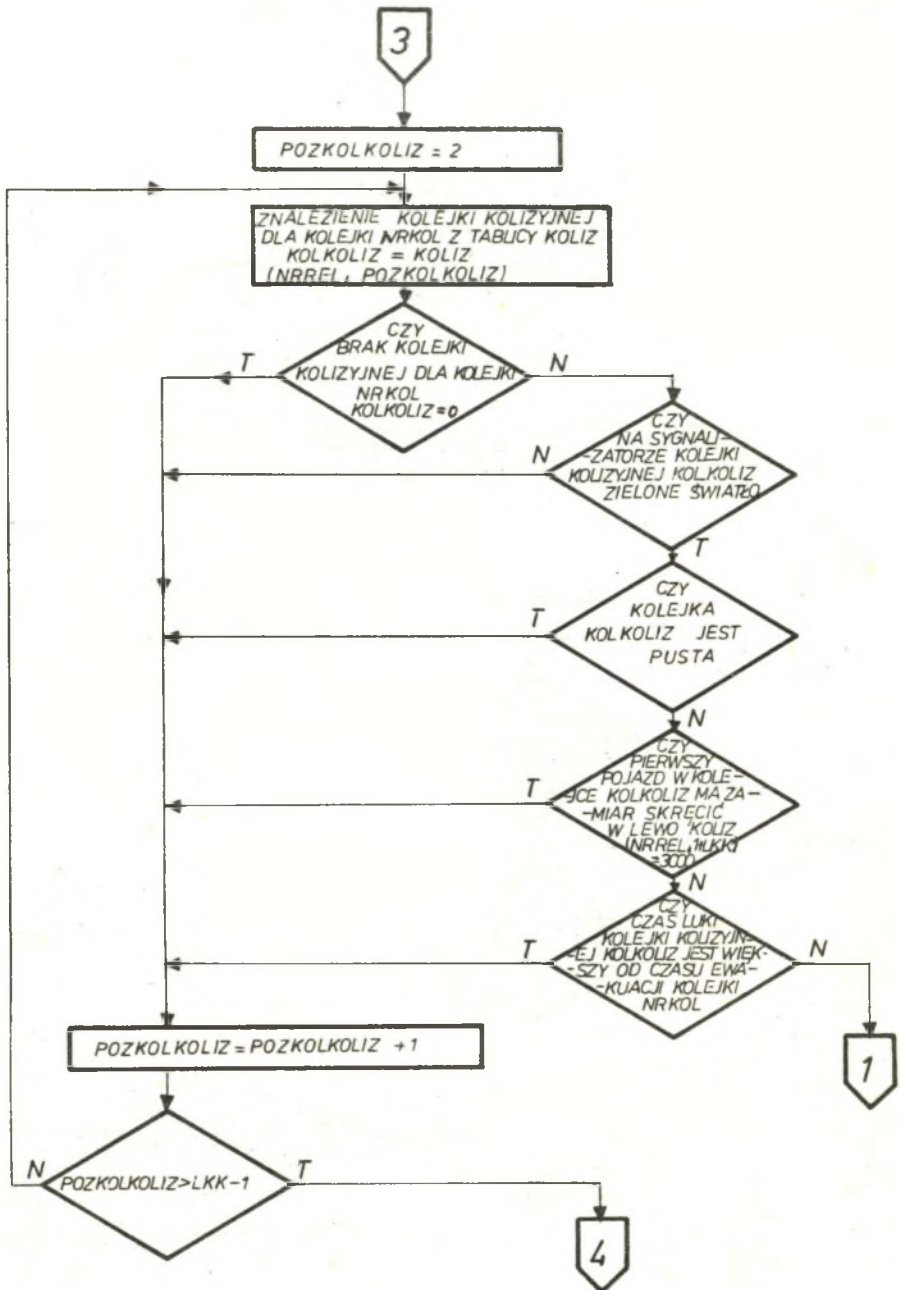 3
POZKOLKOLIZ = 2
ZNALEZIENIE KOLEJKI KOLIZYJNEJ
DLA KOLEJKI NRKOL Z TABLICY KOLIZ
KOLKOLIZ = KOLIZ
(NRREL, POZKOLKOLIZ)
CZY
BRAK KOLEJKI
KOLIZYJNEJ DLA KOLEJKI
NRKOL
KOLKOLIZ=0
T
N
CZY
NA SYGNALI-
-ZATORZE KOLEJKI
KOLIZYJNEJ KOLKOLIZ
ZIELONE ŚWIATŁO
N
T
CZY
KOLEJKA
KOLKOLIZ JEST
PUSTA
T
N
CZY
PIERWSZY
POJAZD W KOLE-
-JCE KOLKOLIZ MA ZA-
-MIAR SKRĘCIĆ
W LEWO KOLIZ
(NRREL, LKK)
=3000
T
N
CZY
CZAS LUKI
KOLEJKI KOLIZYJN-
-EJ KOLKOLIZ JEST WIĘK-
-SZY OD CZASU EWA-
-KUACJI KOLEJKI
NRKOL
T
N
1
POZKOLKOLIZ=POZKOLKOLIZ +1
POZKOLKOLIZ>LKK-1
N
T
4